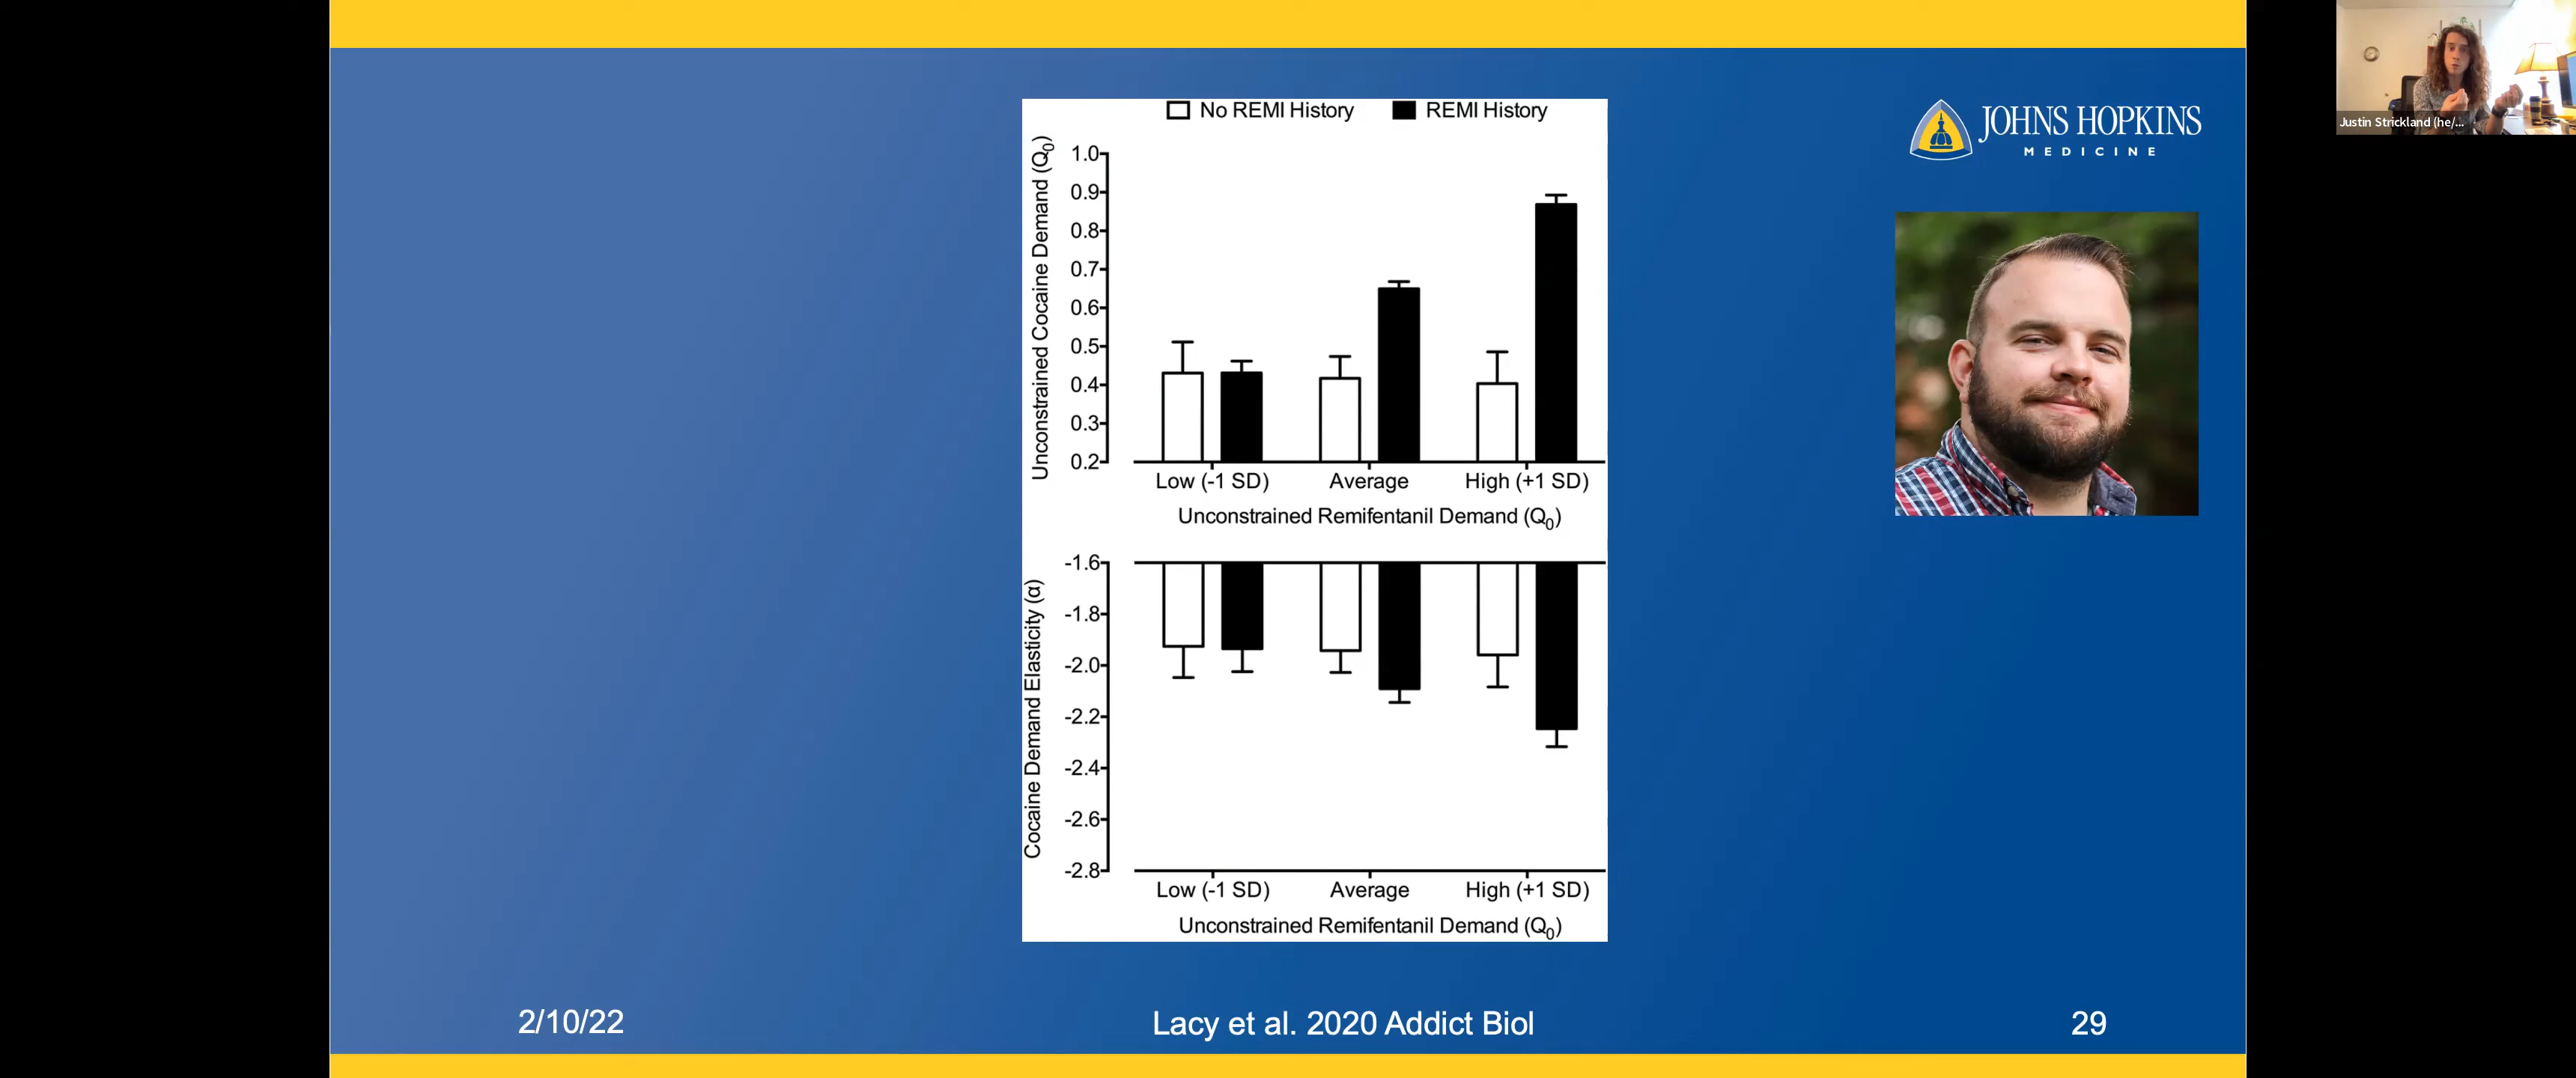 No REMI History
REMI History
Unconstrained Cocaine Demand (Q0)
1.0
0.9
0.8
0.7
0.6
0.5
0.4
0.3
0.2
Low (-1 SD)
Average
High (+1 SD)
Unconstrained Remifentanil Demand (Q0)
Cocaine Demand Elasticity (α)
-1.6
-1.8
-2.0
-2.2
-2.4
-2.6
-2.8
Low (-1 SD)
Average
High (+1 SD)
Unconstrained Remifentanil Demand (Q0)
JOHNS HOPKINS
MEDICINE
Justin Strickland (he/...
2/10/22
Lacy et al. 2020 Addict Biol
29